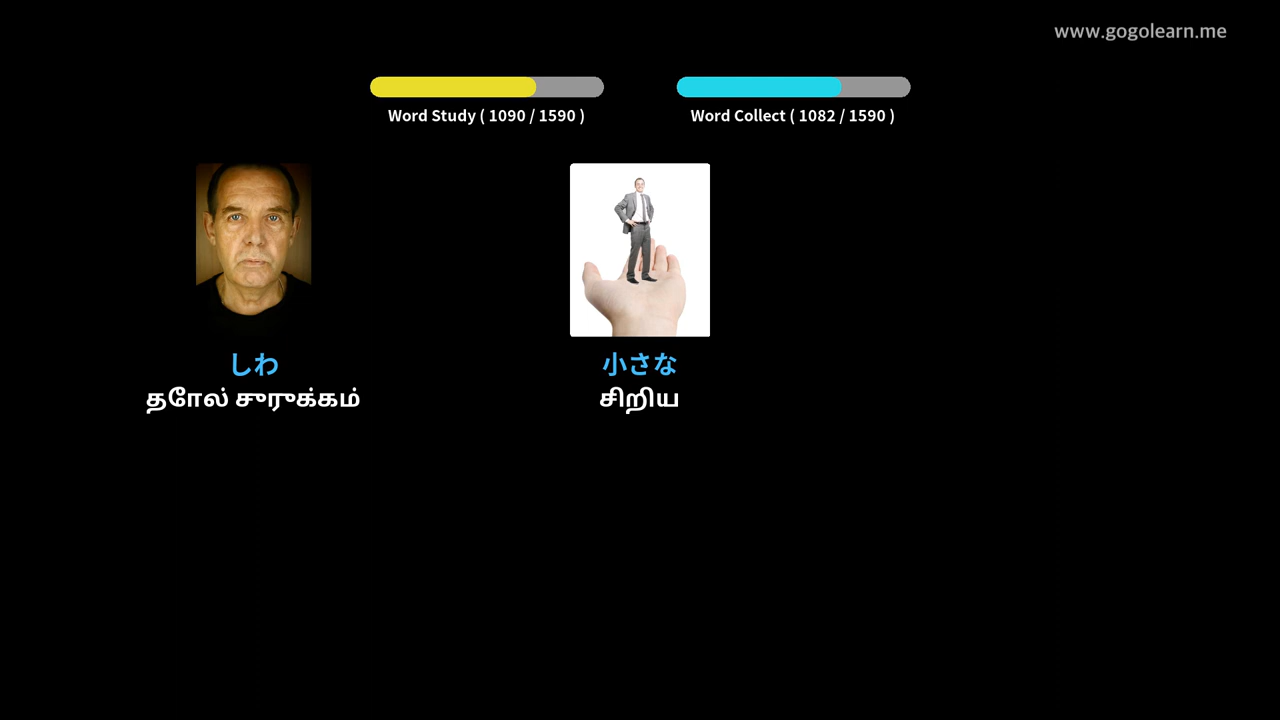 www.gogolearn.me
Word Study ( 1090 / 1590 )
Word Collect ( 1082 / 1590 )
しわ
தோல் சுருக்கம்
小さな
சிறிய